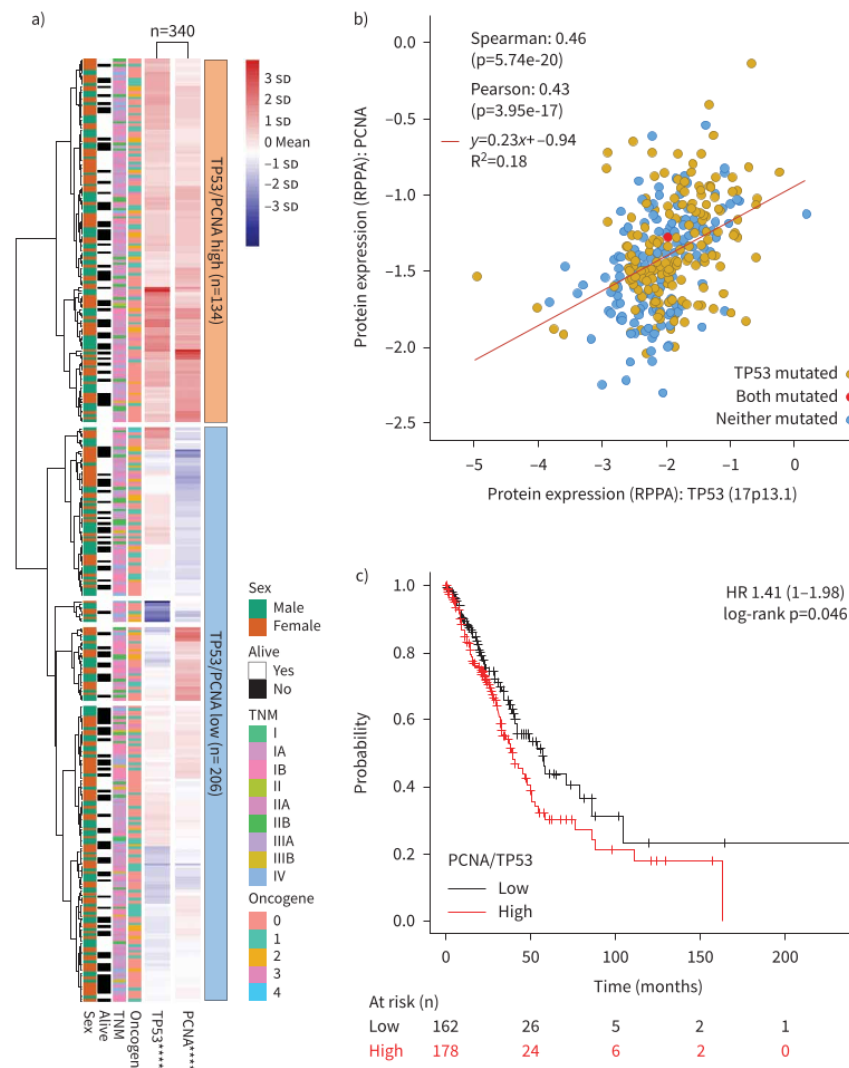 a)
n=340
3 SD
2 SD
1 SD
0 Mean
−1 SD
−2 SD
−3 SD
TP53/PCNA high (n=134)
TP53/PCNA low (n= 206)
Sex
Male
Female
Alive
Yes
No
TNM
I
IA
IB
II
IIA
IIB
IIIA
IIIB
IV
Oncogene
0
1
2
3
4
Sex
Alive
TNM
Oncogen
TP53****
PCNA****
b)
Spearman: 0.46
(p=5.74e-20)
Pearson: 0.43
(p=3.95e-17)
y=0.23x+−0.94
R²=0.18
Protein expression (RPPA): PCNA
0.0
−0.5
−1.0
−1.5
−2.0
−2.5
TP53 mutated
Both mutated
Neither mutated
−5 −4 −3 −2 −1 0
Protein expression (RPPA): TP53 (17p13.1)
c)
HR 1.41 (1–1.98)
log-rank p=0.046
Probability
1.0
0.8
0.6
0.4
0.2
0.0
PCNA/TP53
Low
High
0 50 100 150 200
Time (months)
At risk (n)
Low 162 26 5 2 1
High 178 24 6 2 0